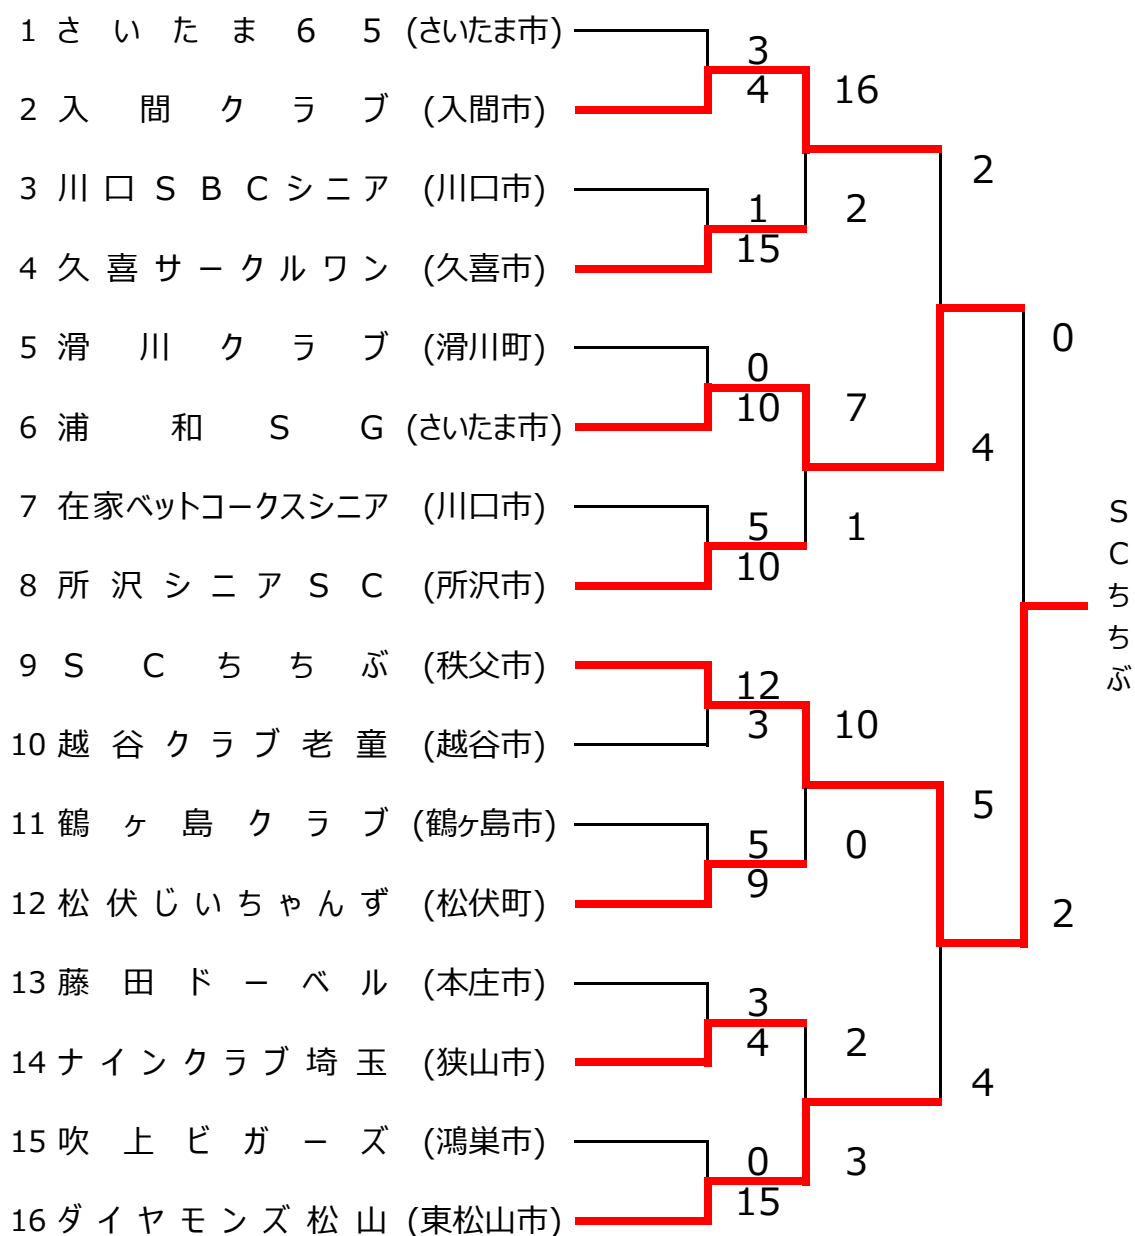 1 さいたま65 (さいたま市)
3
4
16
2 入間クラブ (入間市)
2
3 川口SBCシニア (川口市)
1
15
2
4 久喜サークルワン (久喜市)
5 滑川クラブ (滑川町)
0
0
10
7
6 浦和SG (さいたま市)
4
7 在家ベットコークスシニア (川口市)
5
10
1
8 所沢シニアSC (所沢市)
SCちちぶ
9 SCちちぶ (秩父市)
12
3
10
10 越谷クラブ老童 (越谷市)
5
11 鶴ヶ島クラブ (鶴ヶ島市)
5
9
0
12 松伏じいちゃんず (松伏町)
2
13 藤田ドーベル (本庄市)
3
4
2
14 ナインクラブ埼玉 (狭山市)
4
15 吹上ビガーズ (鴻巣市)
0
15
3
16 ダイヤモンズ松山 (東松山市)